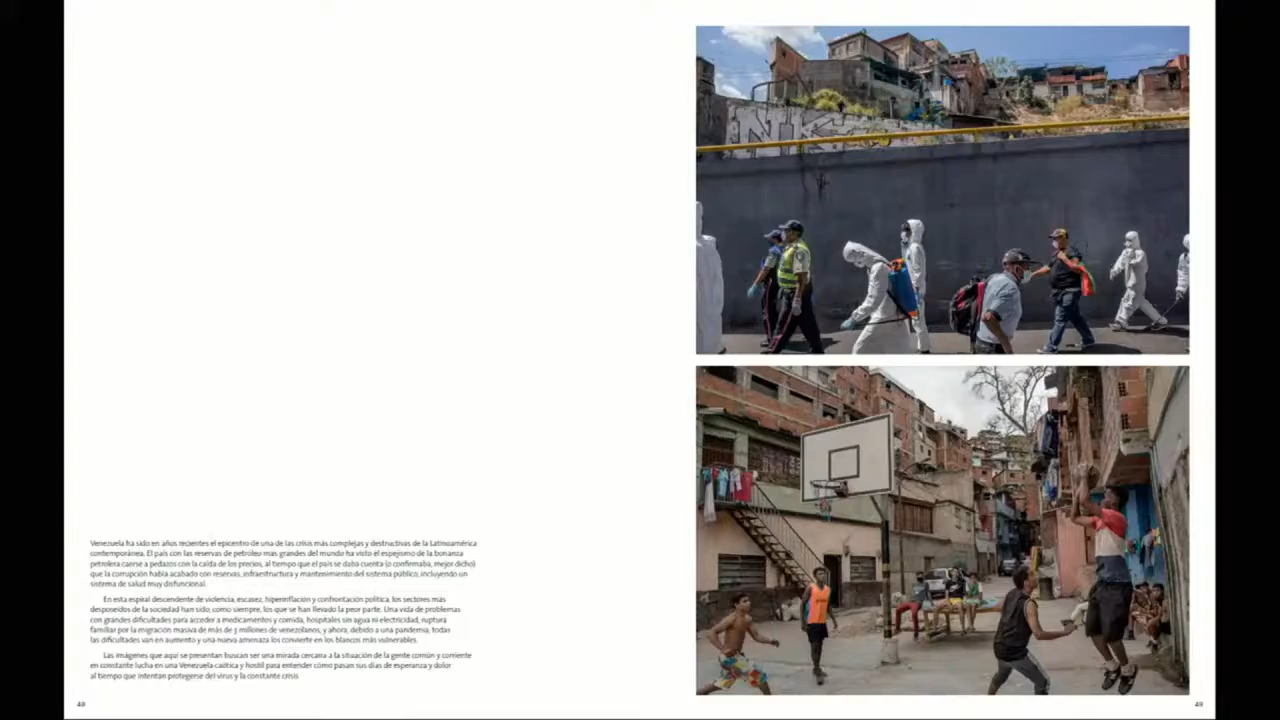 Venezuela ha sido en años recientes el epicentro de una de las crisis más complejas y destructivas de la Latinoamérica
contemporánea. El país con las reservas de petróleo mas grandes del mundo ha visto el espejismo de la bonanza
petrolera caerse a pedazos con la caída de los precios, al tiempo que el país se daba cuenta (o confirmaba, mejor dicho)
que la corrupción había acabado con reservas, infraestructura y mantenimiento del sistema público, incluyendo un
sistema de salud muy disfuncional.
En esta espiral descendente de violencia, escasez, hiperinflación y confrontación política, los sectores más
desposeídos de la sociedad han sido, como siempre, los que se han llevado la peor parte. Una vida de problemas
con grandes dificultades para acceder a medicamentos y comida, hospitales sin agua ni electricidad, ruptura
familiar por la migración masiva de más de 5 millones de venezolanos, y ahora, debido a una pandemia, todas
las dificultades van en aumento y una nueva amenaza los convierte en los blancos más vulnerables.
Las imágenes que aquí se presentan buscan ser una mirada cercana a la situación de la gente común y corriente
en constante lucha en una Venezuela caótica y hostil para entender cómo pasan sus días de esperanza y dolor
al tiempo que intentan protegerse del virus y la constante crisis
48
49